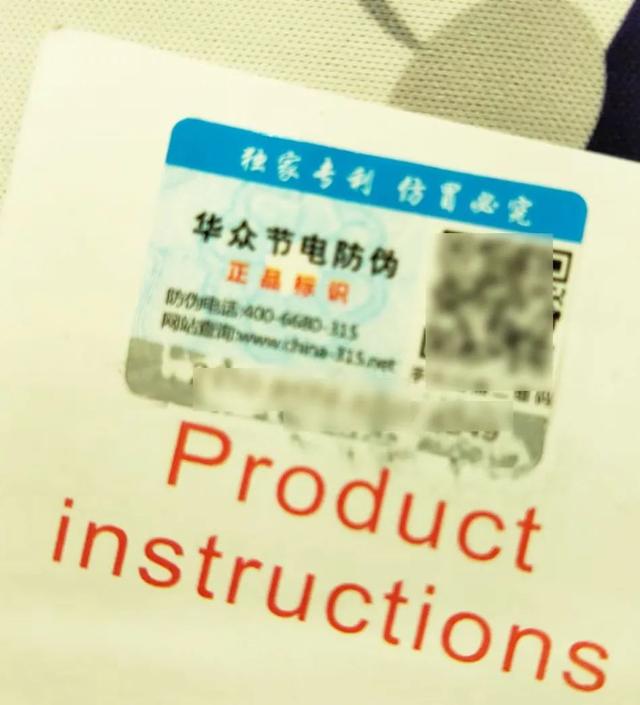 独家专利 仿冒必究
华众节电防伪
正品标识
防伪电话:400-6680-315
网站查询:www.china-315.net
Product
instructions